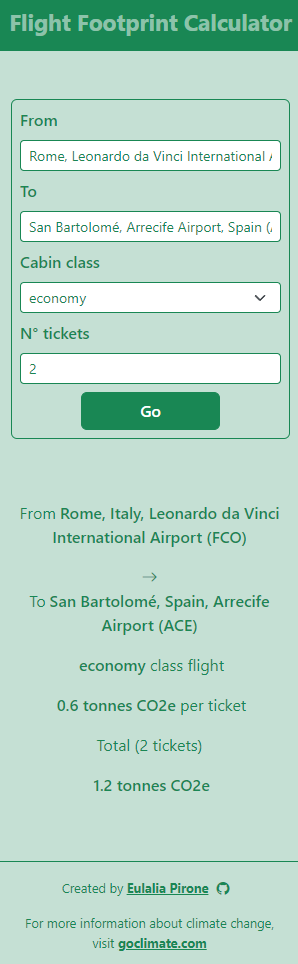 Flight Footprint Calculator
From
Rome, Leonardo da Vinci International A
To
San Bartolomé, Arrecife Airport, Spain (A
Cabin class
economy
N° tickets
2
Go
From Rome, Italy, Leonardo da Vinci
International Airport (FCO)
→
To San Bartolomé, Spain, Arrecife
Airport (ACE)
economy class flight
0.6 tonnes CO2e per ticket
Total (2 tickets)
1.2 tonnes CO2e
Created by Eulalia Pirone
For more information about climate change,
visit goclimate.com